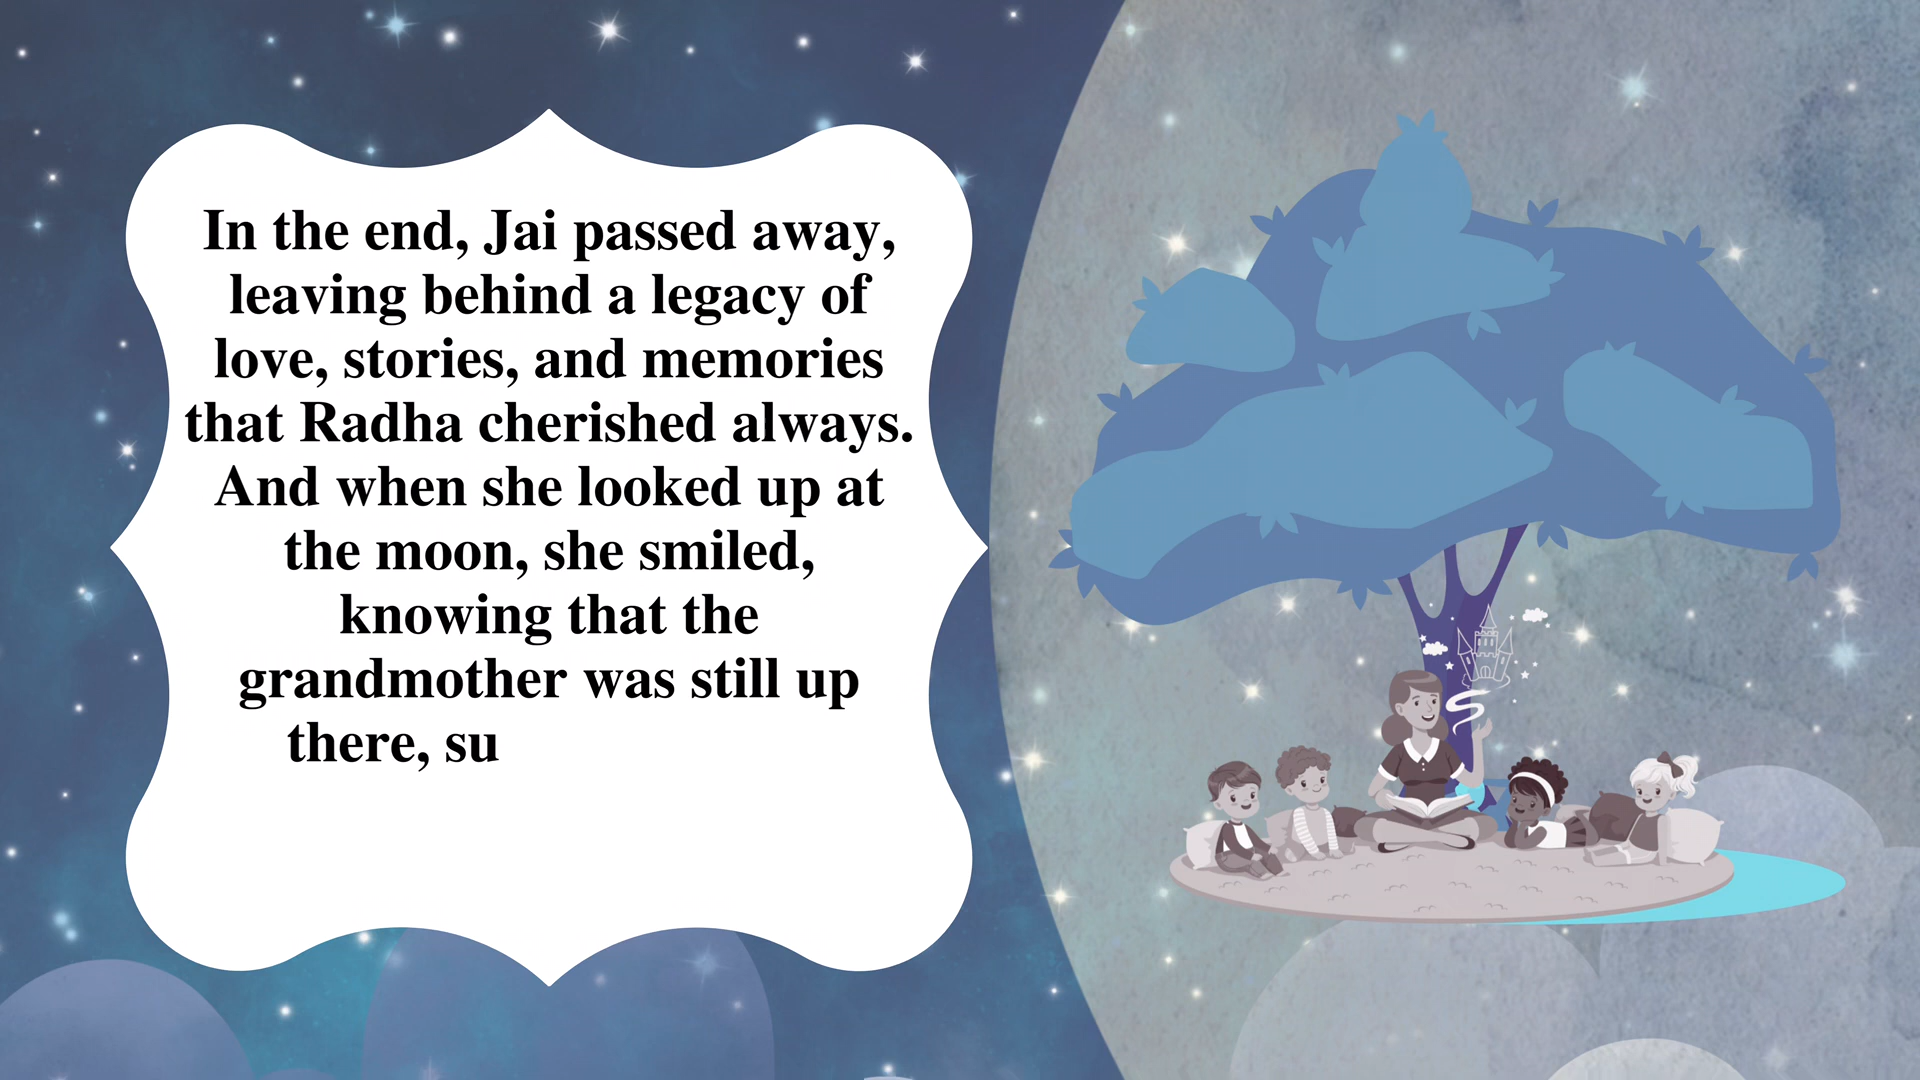 In the end, Jai passed away,
leaving behind a legacy of
love, stories, and memories
that Radha cherished always.
And when she looked up at
the moon, she smiled,
knowing that the
grandmother was still up
there, su